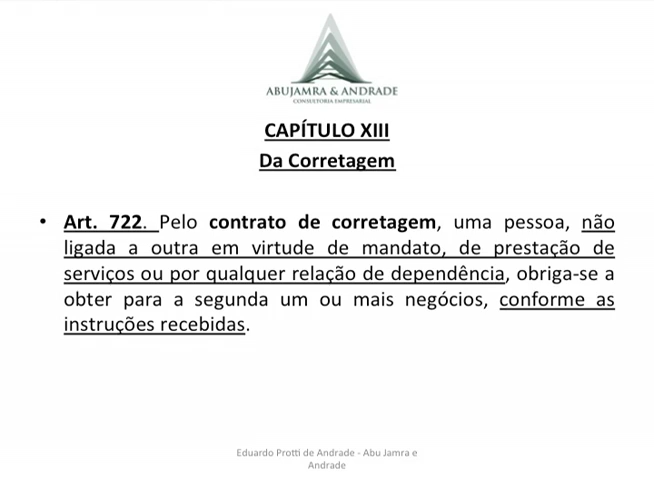 ABUJAMRA & ANDRADE
CONSULTORIA EMPRESARIAL
CAPÍTULO XIII
Da Corretagem
• Art. 722. Pelo contrato de corretagem, uma pessoa, não
ligada a outra em virtude de mandato, de prestação de
serviços ou por qualquer relação de dependência, obriga-se a
obter para a segunda um ou mais negócios, conforme as
instruções recebidas.
Eduardo Protti de Andrade - Abu Jamra e
Andrade